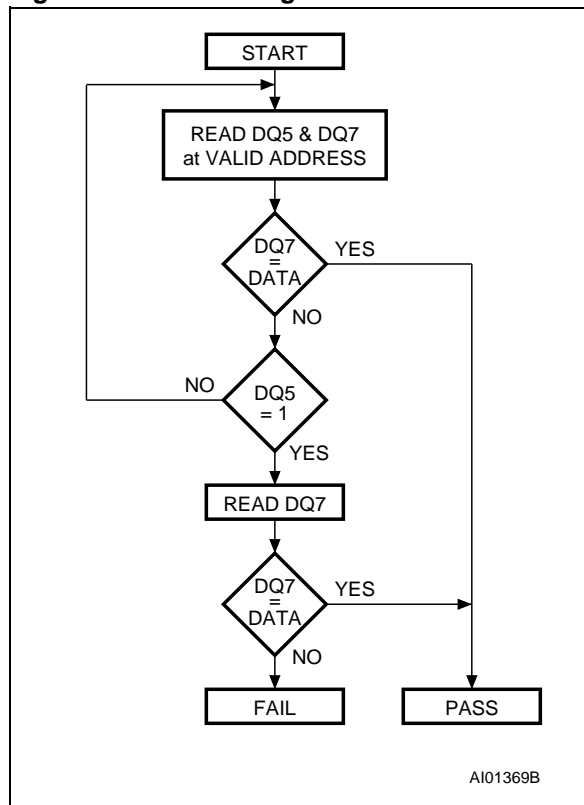 START
READ DQ5 & DQ7
at VALID ADDRESS
DQ7
=
DATA
YES
NO
NO
DQ5
= 1
YES
READ DQ7
DQ7
=
DATA
YES
NO
FAIL
PASS
AI01369B